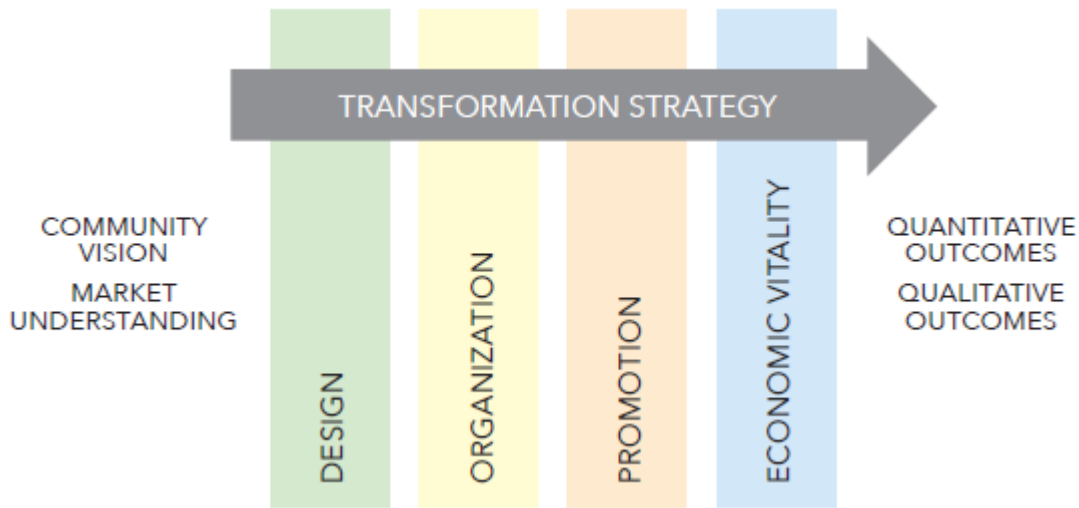 TRANSFORMATION STRATEGY
COMMUNITY
VISION
MARKET
UNDERSTANDING
DESIGN
ORGANIZATION
PROMOTION
ECONOMIC VITALITY
QUANTITATIVE
OUTCOMES
QUALITATIVE
OUTCOMES